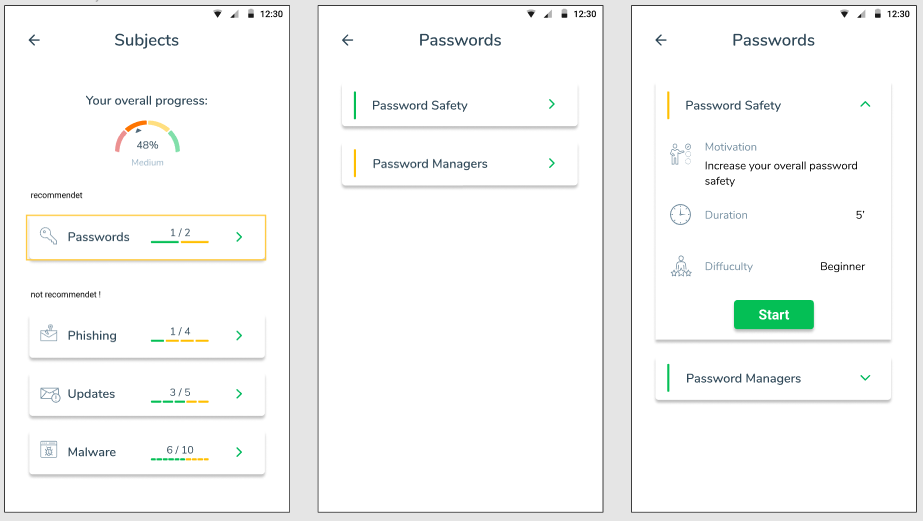 12:30
Subjects
Your overall progress:
48%
Medium
recommendet
Passwords
1 / 2
not recommendet !
Phishing
1 / 4
Updates
3 / 5
Malware
6 / 10
12:30
Passwords
Password Safety
Password Managers
12:30
Passwords
Password Safety
Motivation
Increase your overall password
safety
Duration
5'
Diffuculty
Beginner
Start
Password Managers